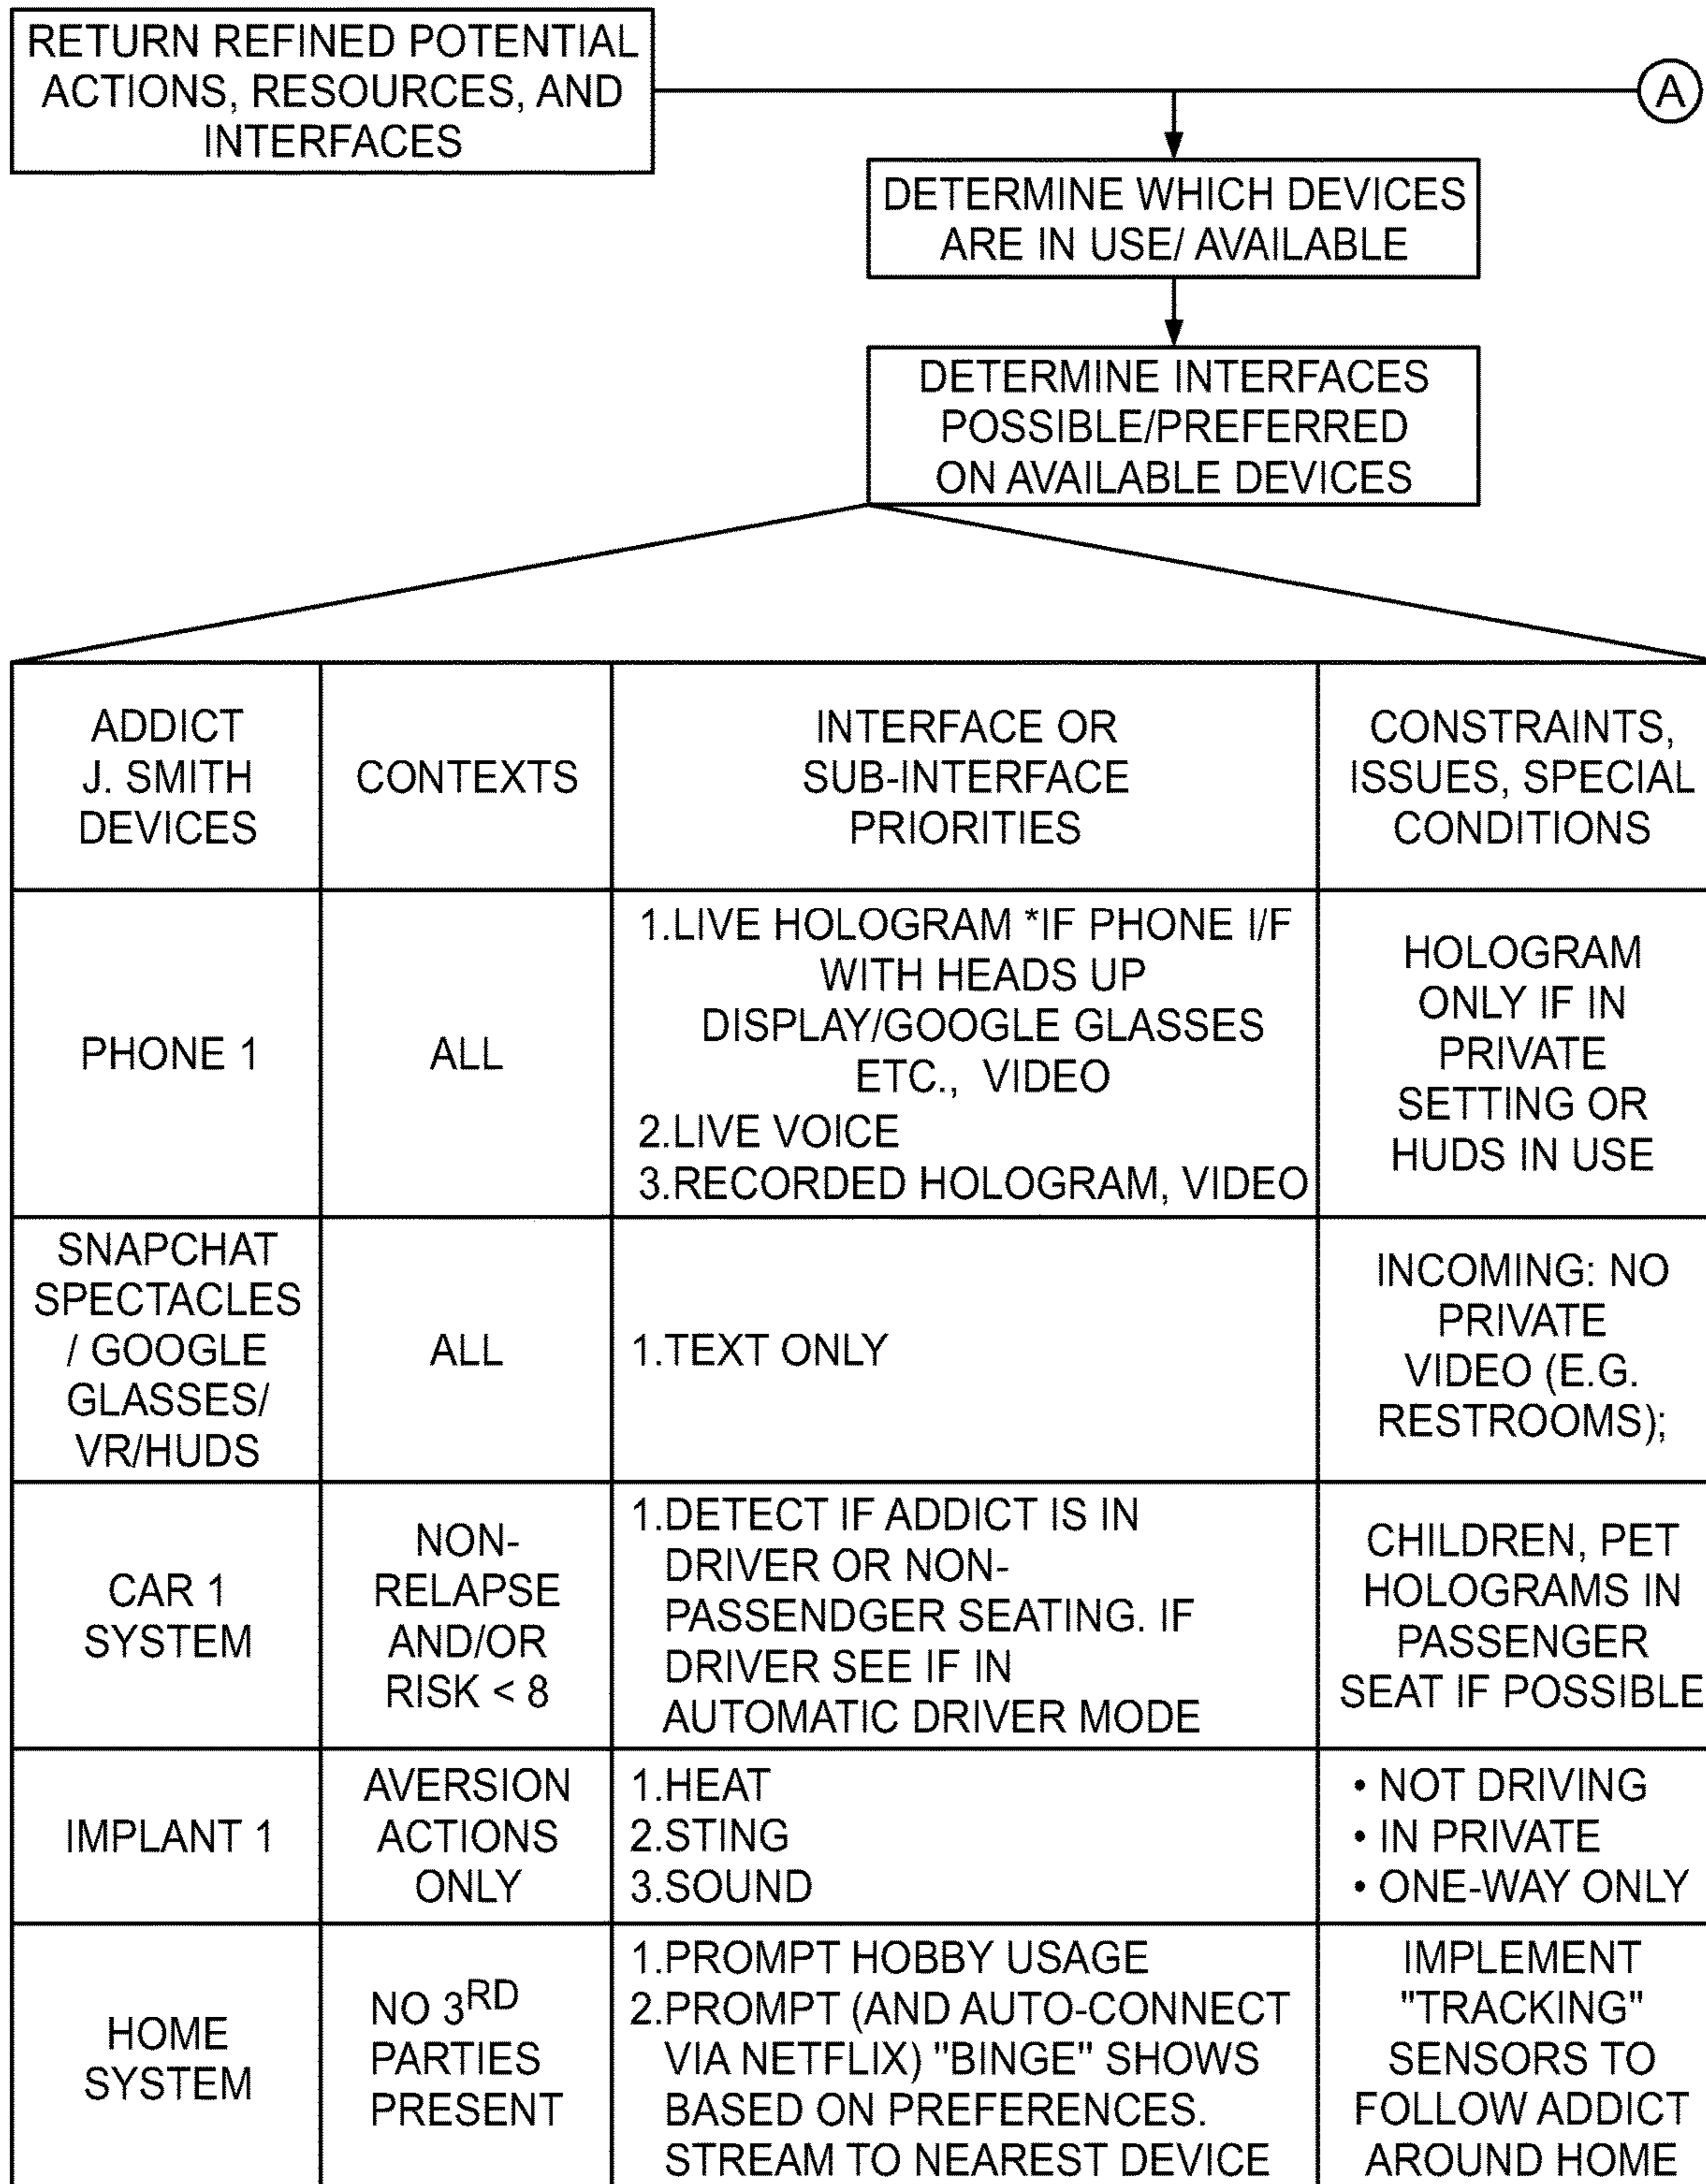 RETURN REFINED POTENTIAL
ACTIONS, RESOURCES, AND
INTERFACES
A
DETERMINE WHICH DEVICES
ARE IN USE/ AVAILABLE
DETERMINE INTERFACES
POSSIBLE/PREFERRED
ON AVAILABLE DEVICES
ADDICT
J. SMITH
DEVICES
CONTEXTS
INTERFACE OR
SUB-INTERFACE
PRIORITIES
CONSTRAINTS,
ISSUES, SPECIAL
CONDITIONS
PHONE 1
ALL
1.LIVE HOLOGRAM *IF PHONE I/F
WITH HEADS UP
DISPLAY/GOOGLE GLASSES
ETC., VIDEO
2.LIVE VOICE
3.RECORDED HOLOGRAM, VIDEO
HOLOGRAM
ONLY IF IN
PRIVATE
SETTING OR
HUDS IN USE
SNAPCHAT
SPECTACLES
/ GOOGLE
GLASSES/
VR/HUDS
ALL
1.TEXT ONLY
INCOMING: NO
PRIVATE
VIDEO (E.G.
RESTROOMS);
CAR 1
SYSTEM
NON-
RELAPSE
AND/OR
RISK < 8
1.DETECT IF ADDICT IS IN
DRIVER OR NON-
PASSENDGER SEATING. IF
DRIVER SEE IF IN
AUTOMATIC DRIVER MODE
CHILDREN, PET
HOLOGRAMS IN
PASSENGER
SEAT IF POSSIBLE
IMPLANT 1
AVERSION
ACTIONS
ONLY
1.HEAT
2.STING
3.SOUND
• NOT DRIVING
• IN PRIVATE
• ONE-WAY ONLY
HOME
SYSTEM
NO 3RD
PARTIES
PRESENT
1.PROMPT HOBBY USAGE
2.PROMPT (AND AUTO-CONNECT
VIA NETFLIX) "BINGE" SHOWS
BASED ON PREFERENCES.
STREAM TO NEAREST DEVICE
IMPLEMENT
"TRACKING"
SENSORS TO
FOLLOW ADDICT
AROUND HOME